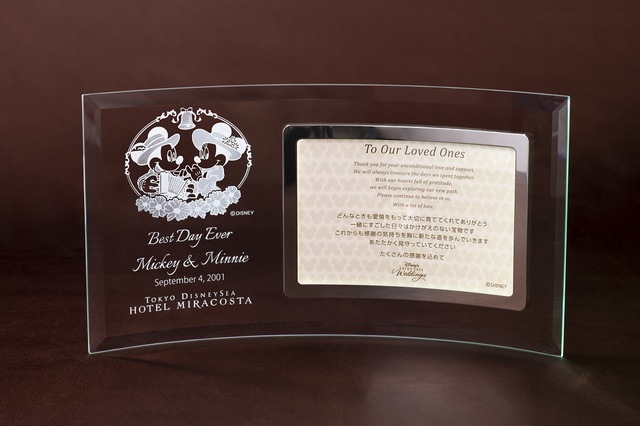 ©DISNEY
Best Day Ever
Mickey & Minnie
September 4, 2001
TOKYO DISNEYSEA
HOTEL MIRACOSTA
To Our Loved Ones
Thank you for your unconditional love and support.
We will always treasure the days we spent together.
With our hearts full of gratitude,
we will begin exploring our new path.
Please continue to believe in us.
With a lot of love.
どんなときも愛情をもって大切に育ててくれてありがとう
一緒にすごした日々はかけがえのない宝物です
これからも感謝の気持ちを胸に新たな道を歩んでいきます
あたたかく見守っていてください
たくさんの感謝を込めて
Disney's
FAIRY TALE
Weddings
©DISNEY